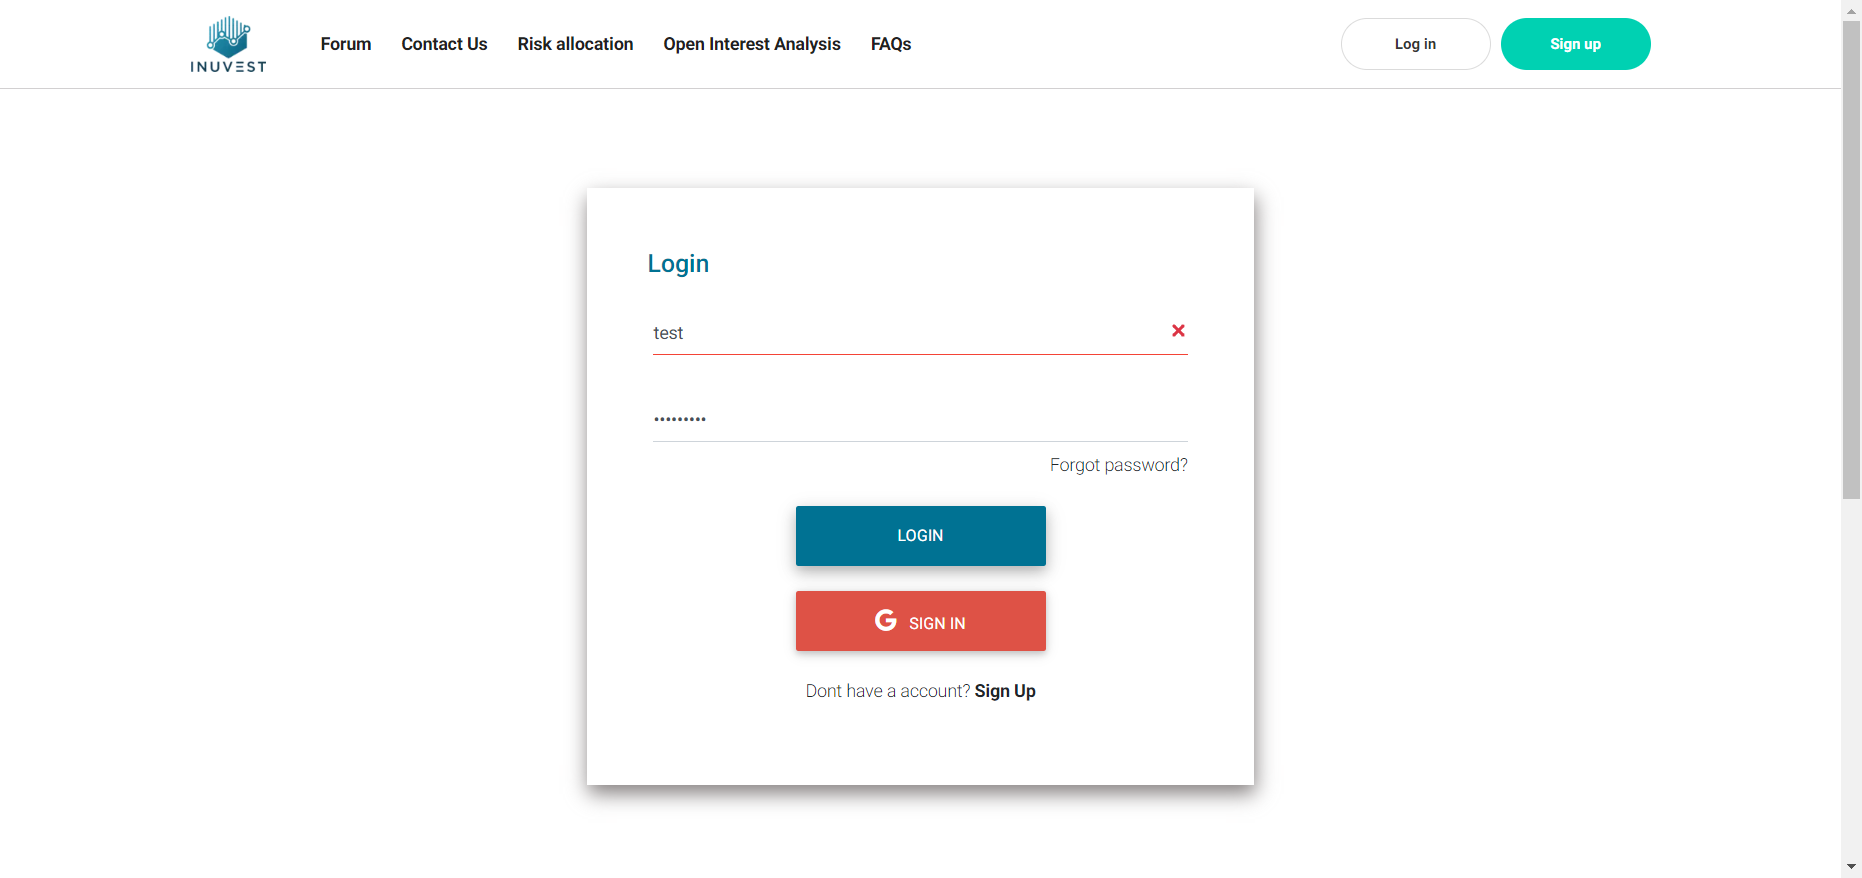 INUVEST
Forum Contact Us Risk allocation Open Interest Analysis FAQs Log in Sign up
Login
test
•••••••••
Forgot password?
LOGIN
G SIGN IN
Dont have a account? Sign Up